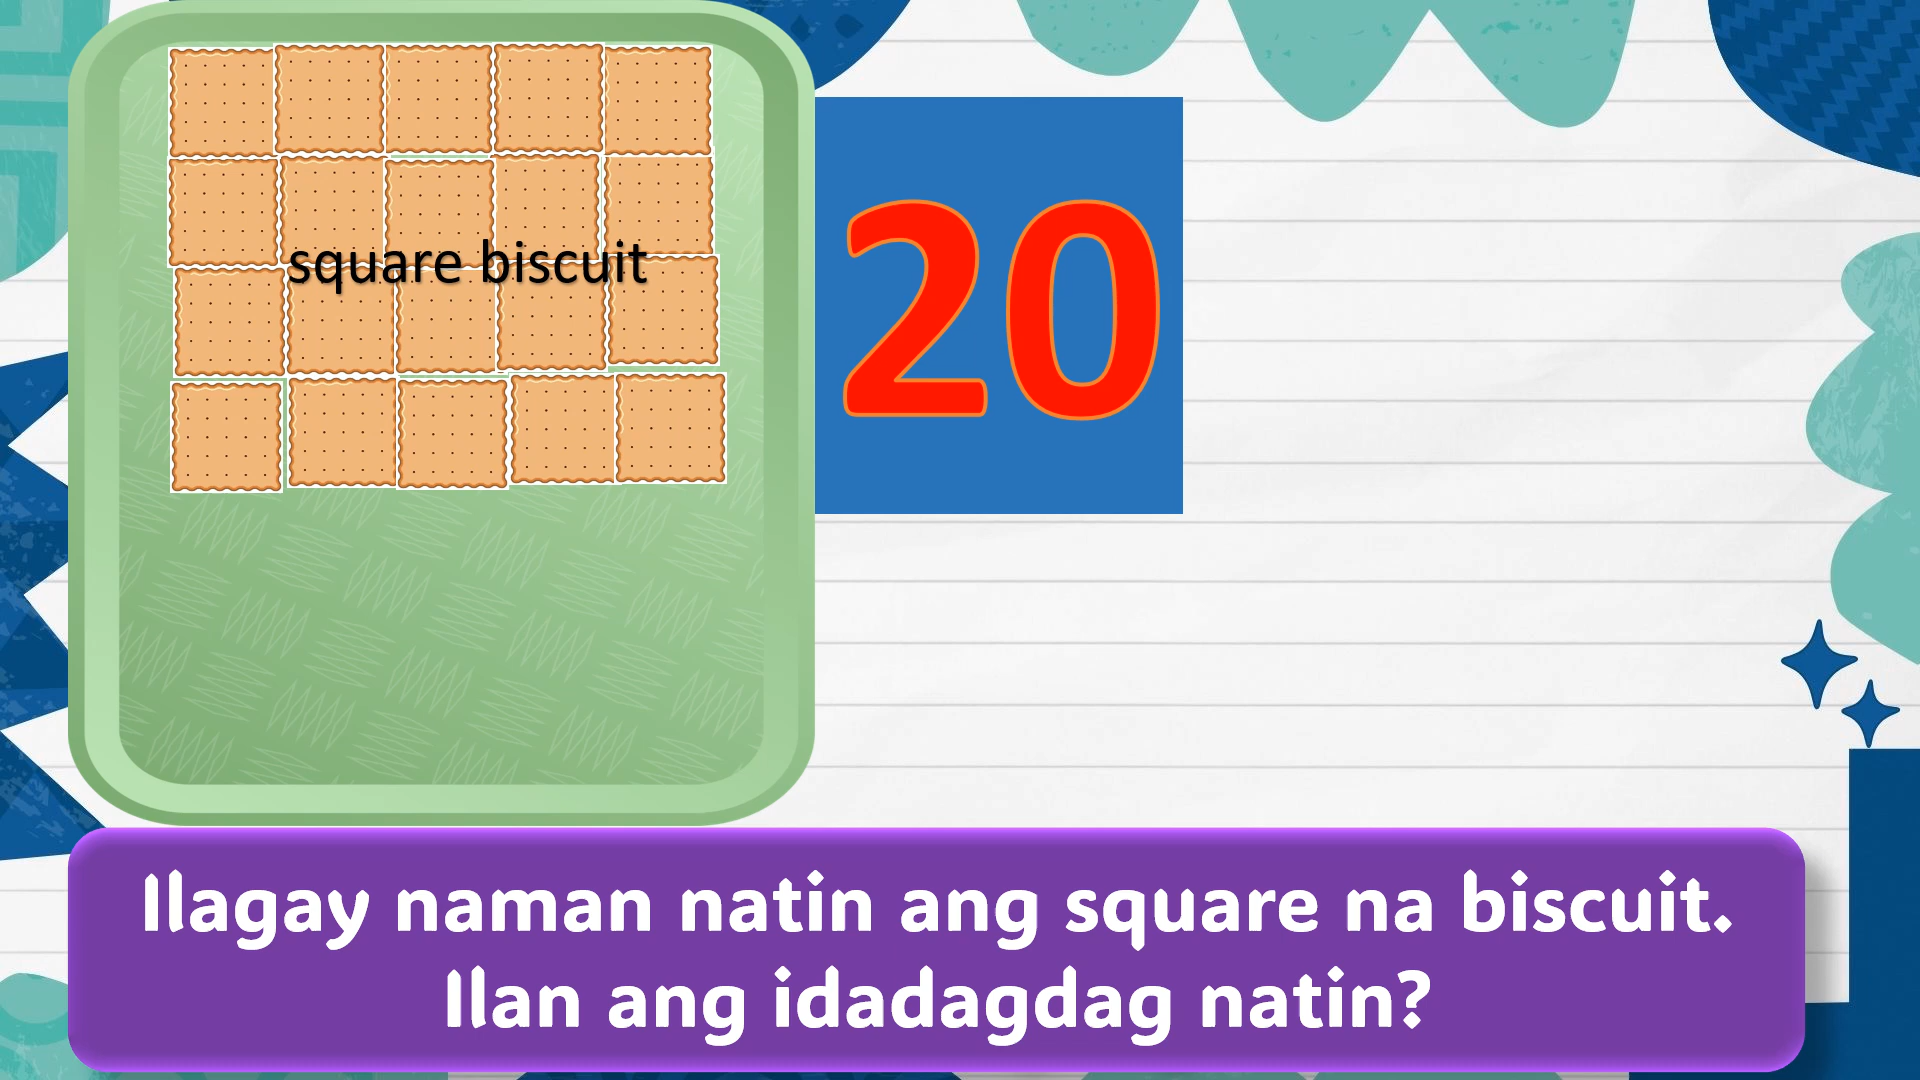 square biscuit
20
Ilagay naman natin ang square na biscuit.
Ilan ang idadagdag natin?